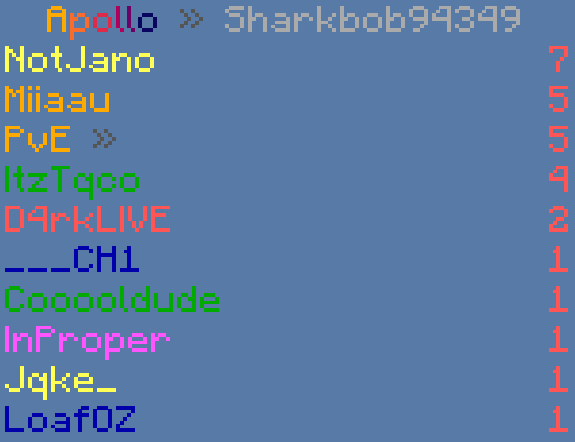 Apollo » Sharkbob94349
NotJano 7
Miiaau 5
PvE » 5
ItzTqco 4
D4rkLIVE 2
___CH1 1
Cooooldude 1
InProper 1
Jqke_ 1
LoafOZ 1